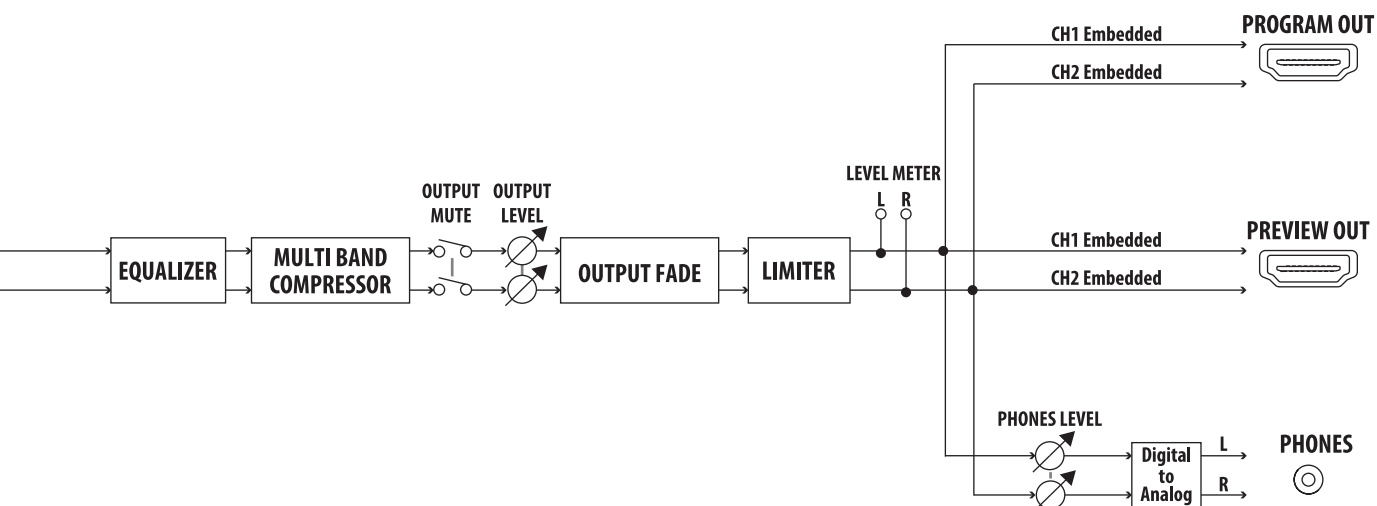 PROGRAM OUT
CH1 Embedded
CH2 Embedded
LEVEL METER
L R
OUTPUT MUTE
OUTPUT LEVEL
EQUALIZER
MULTI BAND
COMPRESSOR
OUTPUT FADE
LIMITER
CH1 Embedded
CH2 Embedded
PREVIEW OUT
PHONES LEVEL
Digital
to
Analog
L
R
PHONES